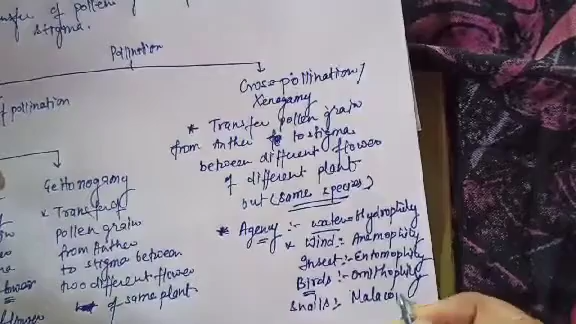 nsfer of pollen
stigma.
Pollination
f pollination
Cross-pollination/
Xenogamy
* Transfer pollen grain
from Anther to stigma
between different flower
of different plant
but (same species)
* Agency :- water → Hydrophily
* Wind :- Anemophily
Insect :- Entomophily
Birds :- Ornithophily
Snails :- Malaco
Geitonogamy
* Transfer of
pollen grain
from Anther
to stigma between
two different flower
of same plant